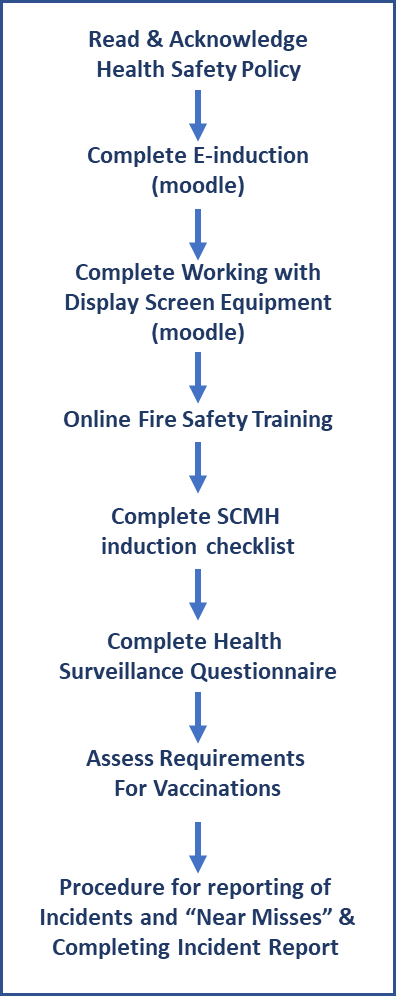 Read & Acknowledge
Health Safety Policy
Complete E-induction
(moodle)
Complete Working with
Display Screen Equipment
(moodle)
Online Fire Safety Training
Complete SCMH
induction checklist
Complete Health
Surveillance Questionnaire
Assess Requirements
For Vaccinations
Procedure for reporting of
Incidents and “Near Misses” &
Completing Incident Report